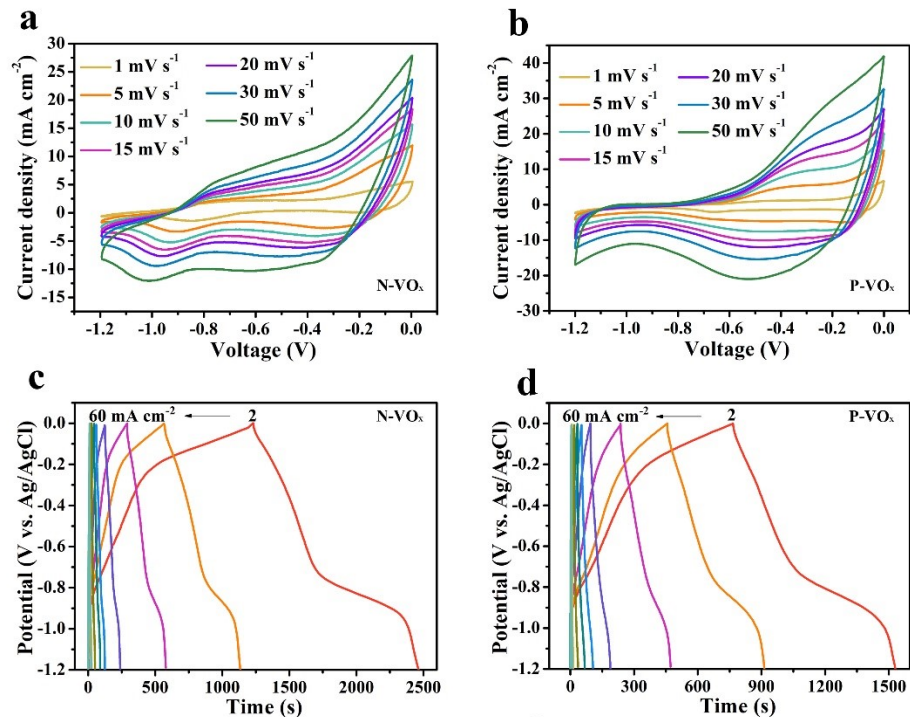 a
30
25
20
15
10
5
0
-5
-10
-15
Current density (mA cm⁻²)
1 mV s⁻¹
5 mV s⁻¹
10 mV s⁻¹
15 mV s⁻¹
20 mV s⁻¹
30 mV s⁻¹
50 mV s⁻¹
N-VOₓ
-1.2 -1.0 -0.8 -0.6 -0.4 -0.2 0.0
Voltage (V)
b
40
30
20
10
0
-10
-20
-30
Current density (mA cm⁻²)
1 mV s⁻¹
5 mV s⁻¹
10 mV s⁻¹
15 mV s⁻¹
20 mV s⁻¹
30 mV s⁻¹
50 mV s⁻¹
P-VOₓ
-1.2 -1.0 -0.8 -0.6 -0.4 -0.2 0.0
Voltage (V)
c
60 mA cm⁻² 2
N-VOₓ
0.0
-0.2
-0.4
-0.6
-0.8
-1.0
-1.2
Potential (V vs. Ag/AgCl)
0 500 1000 1500 2000 2500
Time (s)
d
60 mA cm⁻² 2
P-VOₓ
0.0
-0.2
-0.4
-0.6
-0.8
-1.0
-1.2
Potential (V vs. Ag/AgCl)
0 300 600 900 1200 1500
Time (s)